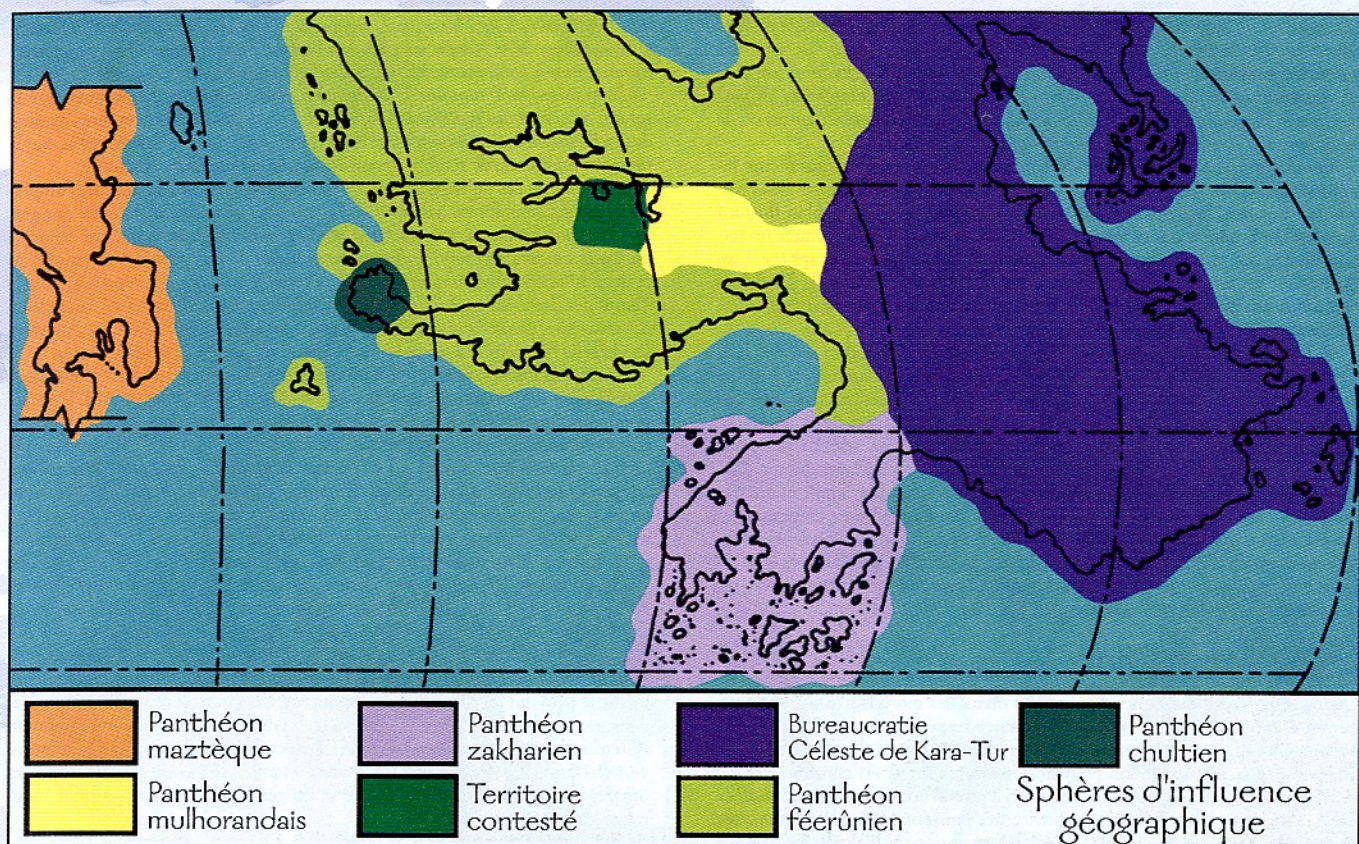 Panthéon
maztèque
Panthéon
zakharien
Bureaucratie
Céleste de Kara-Tur
Panthéon
chultien
Panthéon
mulhorandais
Territoire
contesté
Panthéon
féerûnien
Sphères d'influence
géographique